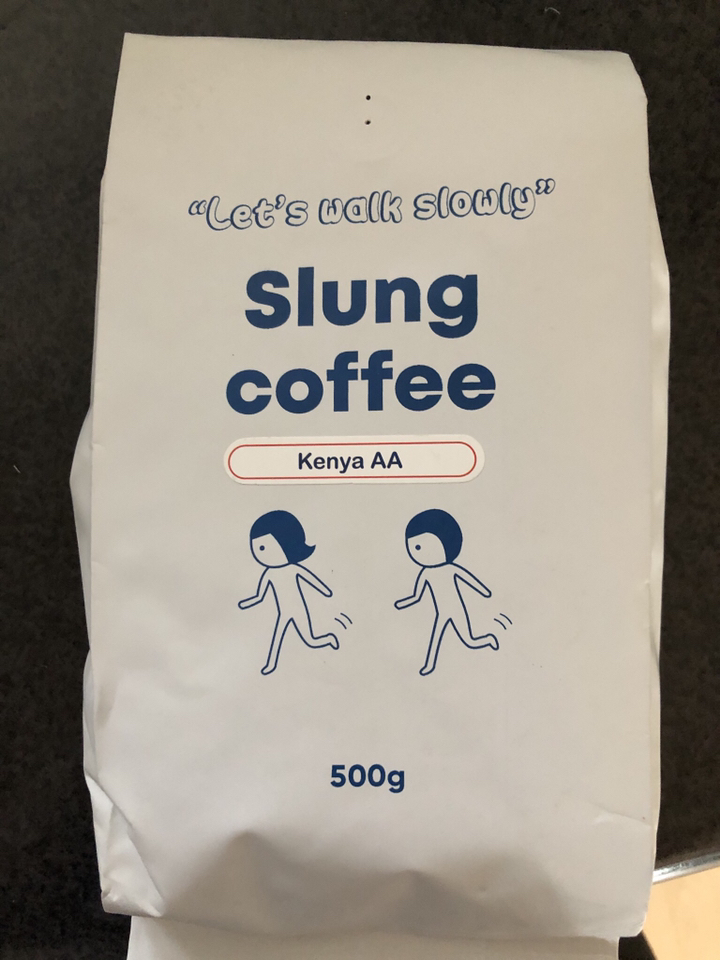 “Let’s walk slowly”
Slung
coffee
Kenya AA
500g